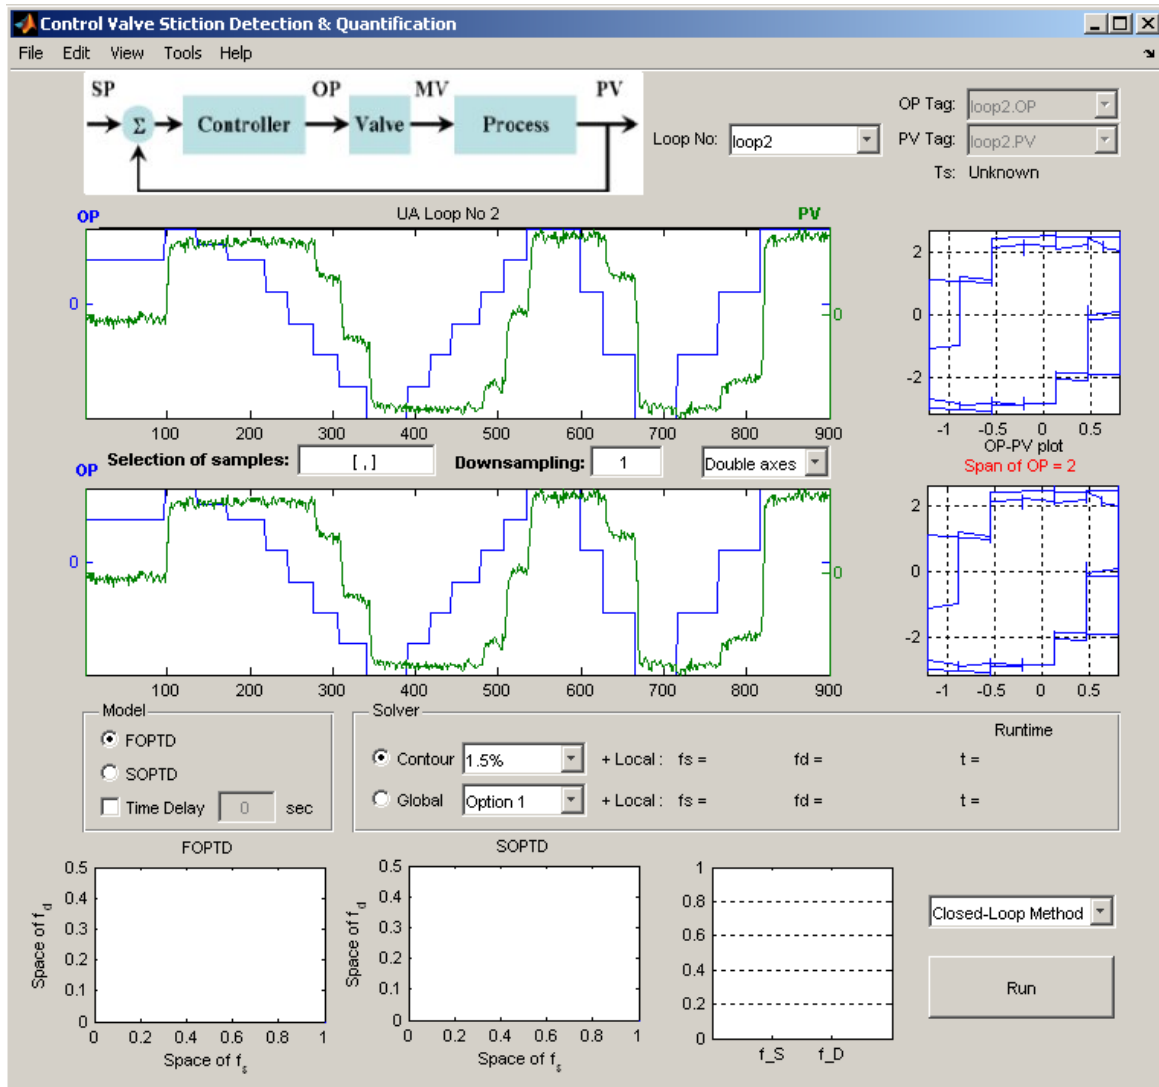 Control Valve Stiction Detection & Quantification
File Edit View Tools Help
SP OP MV PV
Σ Controller Valve Process
Loop No: loop2
OP Tag: loop2.OP
PV Tag: loop2.PV
Ts: Unknown
OP UA Loop No 2 PV
0
0
100 200 300 400 500 600 700 800 900
2
0
-2
-1 -0.5 0 0.5
OP-PV plot
Span of OP = 2
OP Selection of samples: [ , ] Downsampling: 1 Double axes
0
0
100 200 300 400 500 600 700 800 900
2
0
-2
-1 -0.5 0 0.5
Model
FOPTD
SOPTD
Time Delay 0 sec
Solver
Runtime
Contour 1.5% + Local : fs = fd = t =
Global Option 1 + Local : fs = fd = t =
FOPTD
0.5
0.4
0.3
0.2
0.1
0
Space of f_d
0 0.2 0.4 0.6 0.8 1
Space of f_s
SOPTD
0.5
0.4
0.3
0.2
0.1
0
Space of f_d
0 0.2 0.4 0.6 0.8 1
Space of f_s
1
0.8
0.6
0.4
0.2
0
f_S f_D
Closed-Loop Method
Run